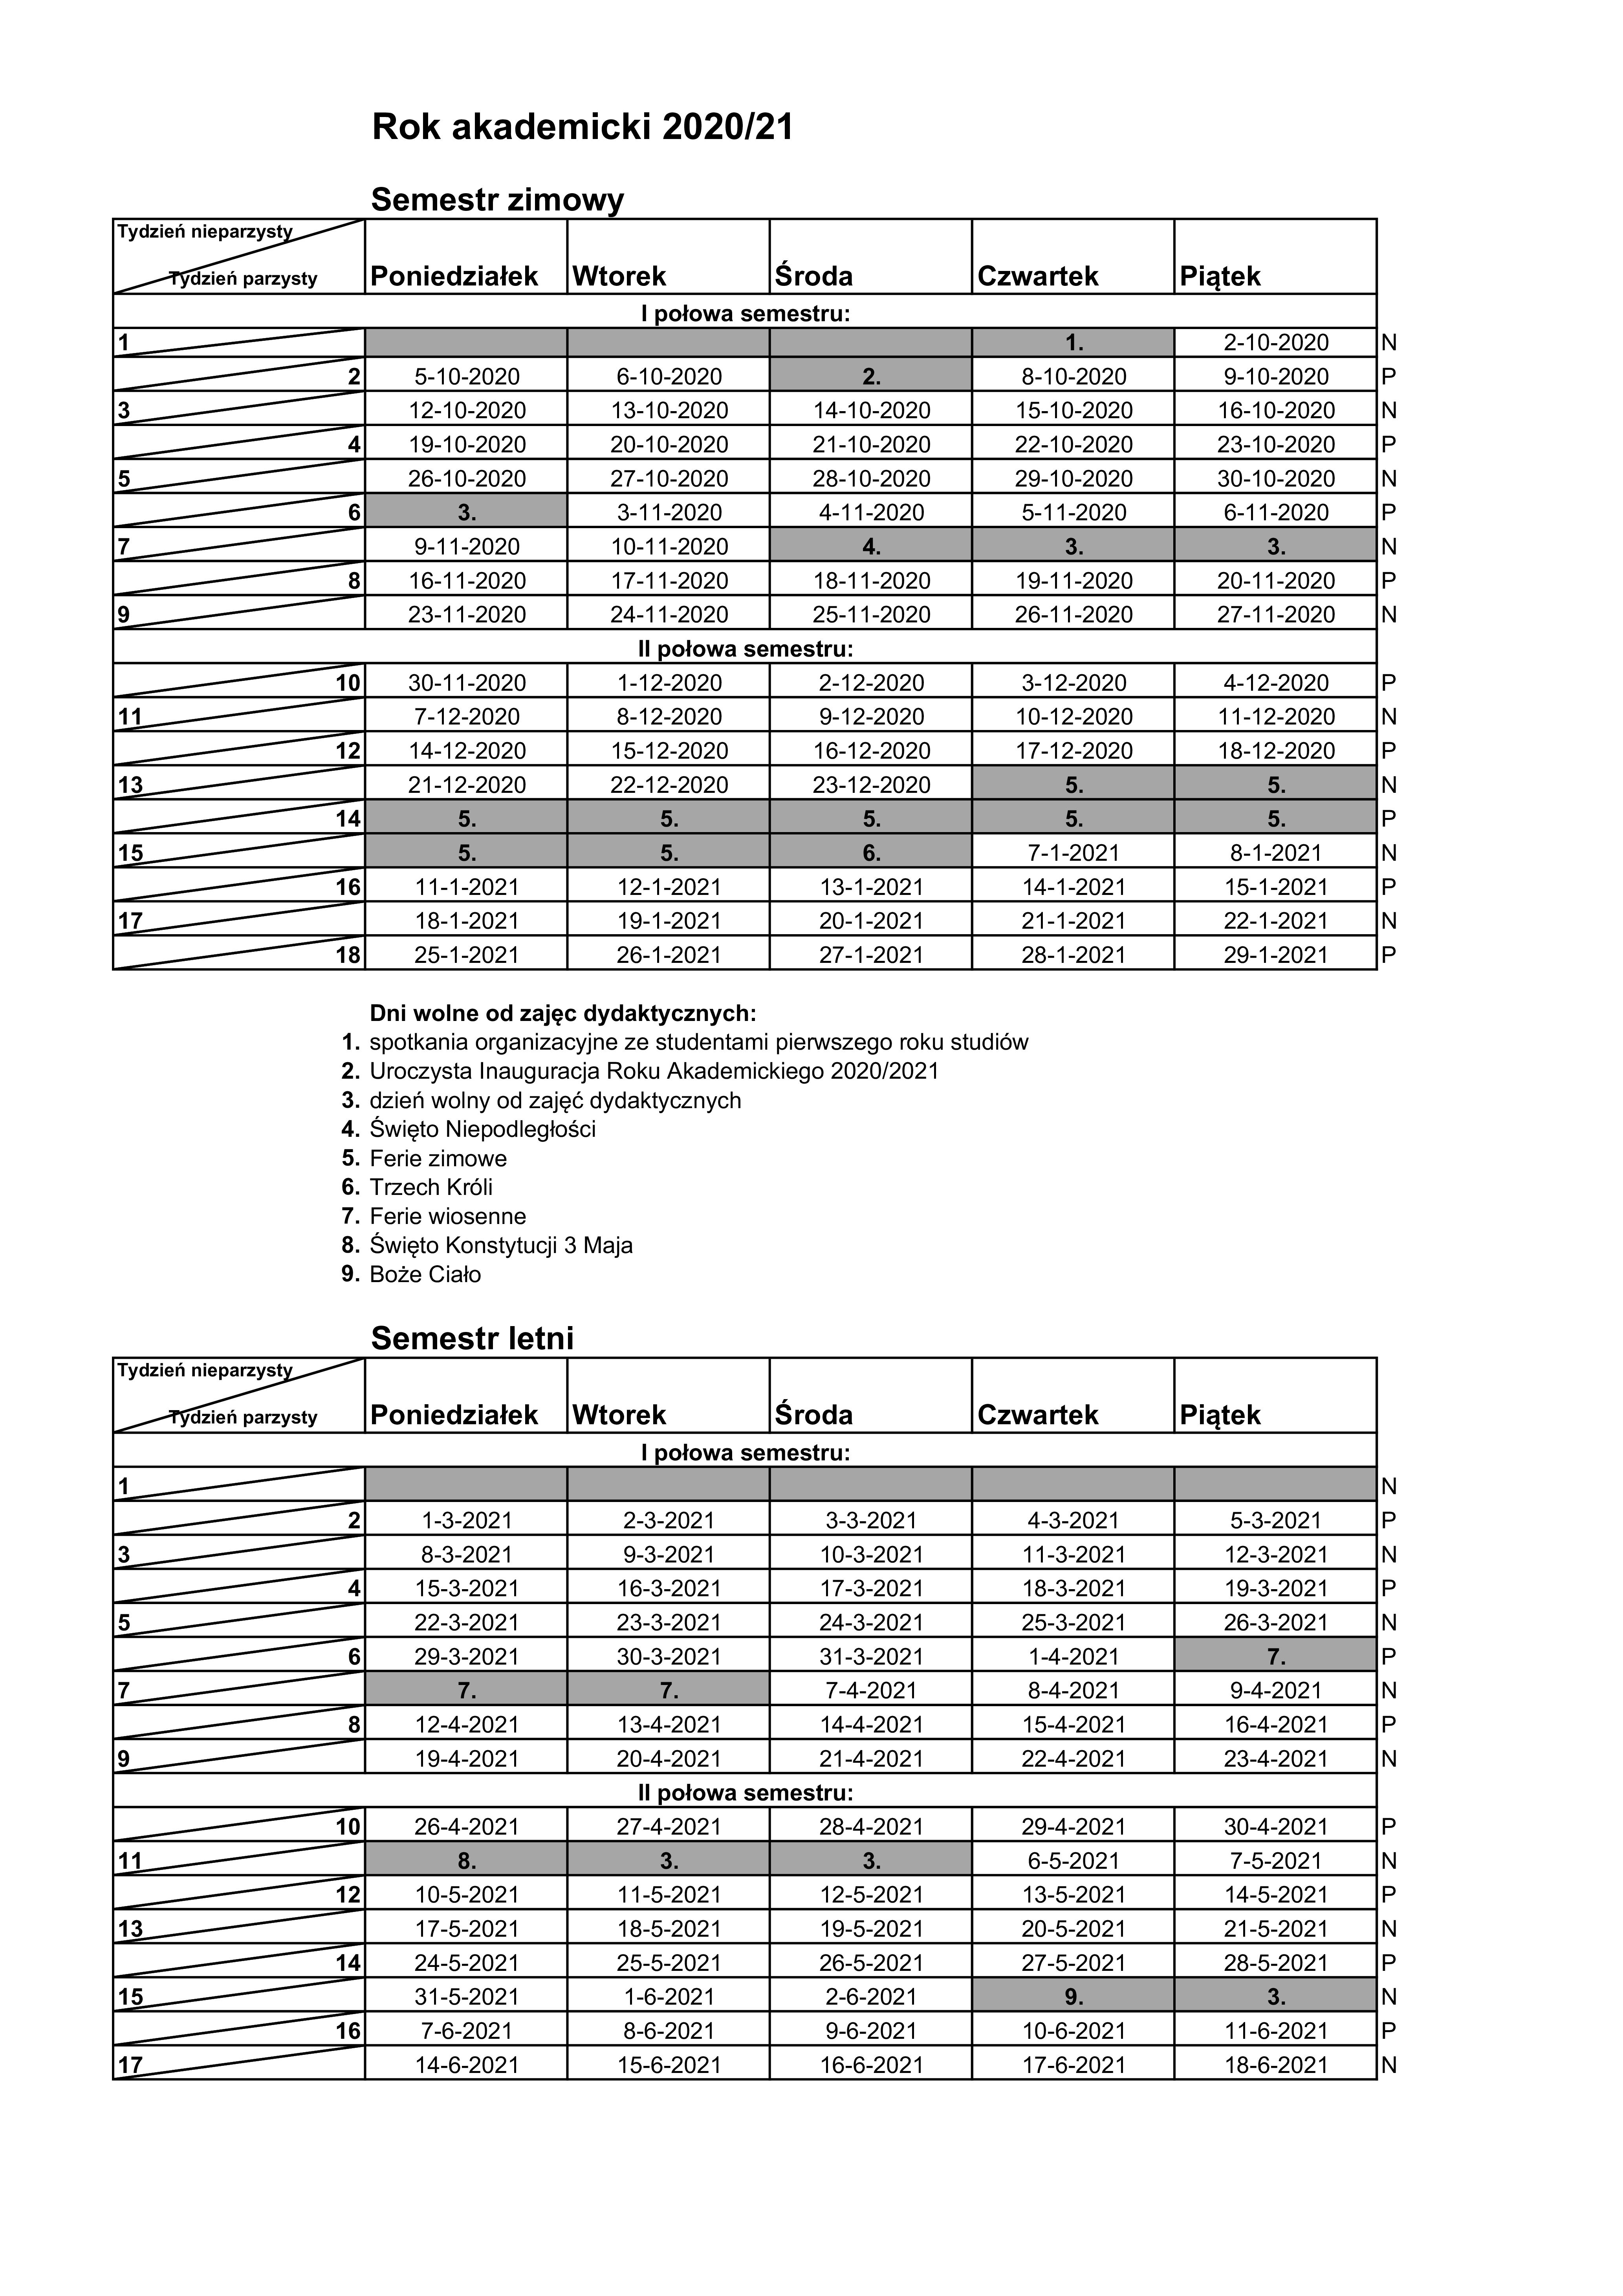 Rok akademicki 2020/21
Semestr zimowy
Tydzień nieparzysty
Tydzień parzysty Poniedziałek Wtorek Środa Czwartek Piątek
I połowa semestru:
1 1. 2-10-2020 N
2 5-10-2020 6-10-2020 2. 8-10-2020 9-10-2020 P
3 12-10-2020 13-10-2020 14-10-2020 15-10-2020 16-10-2020 N
4 19-10-2020 20-10-2020 21-10-2020 22-10-2020 23-10-2020 P
5 26-10-2020 27-10-2020 28-10-2020 29-10-2020 30-10-2020 N
6 3. 3-11-2020 4-11-2020 5-11-2020 6-11-2020 P
7 9-11-2020 10-11-2020 4. 3. 3. N
8 16-11-2020 17-11-2020 18-11-2020 19-11-2020 20-11-2020 P
9 23-11-2020 24-11-2020 25-11-2020 26-11-2020 27-11-2020 N
II połowa semestru:
10 30-11-2020 1-12-2020 2-12-2020 3-12-2020 4-12-2020 P
11 7-12-2020 8-12-2020 9-12-2020 10-12-2020 11-12-2020 N
12 14-12-2020 15-12-2020 16-12-2020 17-12-2020 18-12-2020 P
13 21-12-2020 22-12-2020 23-12-2020 5. 5. N
14 5. 5. 5. 5. 5. P
15 5. 5. 6. 7-1-2021 8-1-2021 N
16 11-1-2021 12-1-2021 13-1-2021 14-1-2021 15-1-2021 P
17 18-1-2021 19-1-2021 20-1-2021 21-1-2021 22-1-2021 N
18 25-1-2021 26-1-2021 27-1-2021 28-1-2021 29-1-2021 P
Dni wolne od zajęc dydaktycznych:
1. spotkania organizacyjne ze studentami pierwszego roku studiów
2. Uroczysta Inauguracja Roku Akademickiego 2020/2021
3. dzień wolny od zajęć dydaktycznych
4. Święto Niepodległości
5. Ferie zimowe
6. Trzech Króli
7. Ferie wiosenne
8. Święto Konstytucji 3 Maja
9. Boże Ciało
Semestr letni
Tydzień nieparzysty
Tydzień parzysty Poniedziałek Wtorek Środa Czwartek Piątek
I połowa semestru:
1 N
2 1-3-2021 2-3-2021 3-3-2021 4-3-2021 5-3-2021 P
3 8-3-2021 9-3-2021 10-3-2021 11-3-2021 12-3-2021 N
4 15-3-2021 16-3-2021 17-3-2021 18-3-2021 19-3-2021 P
5 22-3-2021 23-3-2021 24-3-2021 25-3-2021 26-3-2021 N
6 29-3-2021 30-3-2021 31-3-2021 1-4-2021 7. P
7 7. 7. 7-4-2021 8-4-2021 9-4-2021 N
8 12-4-2021 13-4-2021 14-4-2021 15-4-2021 16-4-2021 P
9 19-4-2021 20-4-2021 21-4-2021 22-4-2021 23-4-2021 N
II połowa semestru:
10 26-4-2021 27-4-2021 28-4-2021 29-4-2021 30-4-2021 P
11 8. 3. 3. 6-5-2021 7-5-2021 N
12 10-5-2021 11-5-2021 12-5-2021 13-5-2021 14-5-2021 P
13 17-5-2021 18-5-2021 19-5-2021 20-5-2021 21-5-2021 N
14 24-5-2021 25-5-2021 26-5-2021 27-5-2021 28-5-2021 P
15 31-5-2021 1-6-2021 2-6-2021 9. 3. N
16 7-6-2021 8-6-2021 9-6-2021 10-6-2021 11-6-2021 P
17 14-6-2021 15-6-2021 16-6-2021 17-6-2021 18-6-2021 N